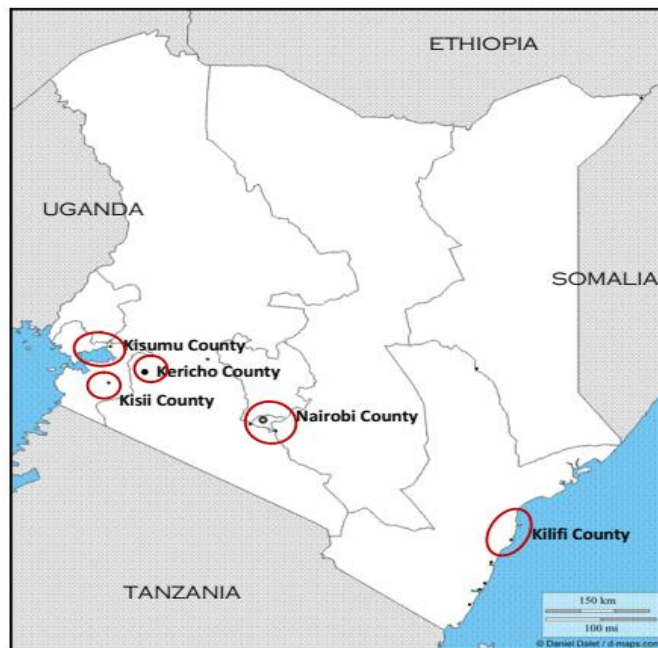 ETHIOPIA
UGANDA
SOMALIA
Kisumu County
Kericho County
Kisii County
Nairobi County
Kilifi County
TANZANIA
150 km
100 mi
© Daniel Dalet / d-maps.com